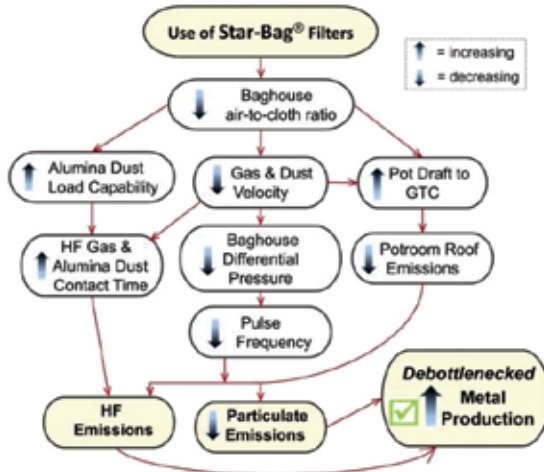 Use of Star-Bag® Filters
= increasing
= decreasing
Baghouse
air-to-cloth ratio
Alumina Dust
Load Capability
Gas & Dust
Velocity
Pot Draft to
GTC
HF Gas &
Alumina Dust
Contact Time
Baghouse
Differential
Pressure
Potroom Roof
Emissions
Pulse
Frequency
HF
Emissions
Particulate
Emissions
Debottlenecked
Metal
Production